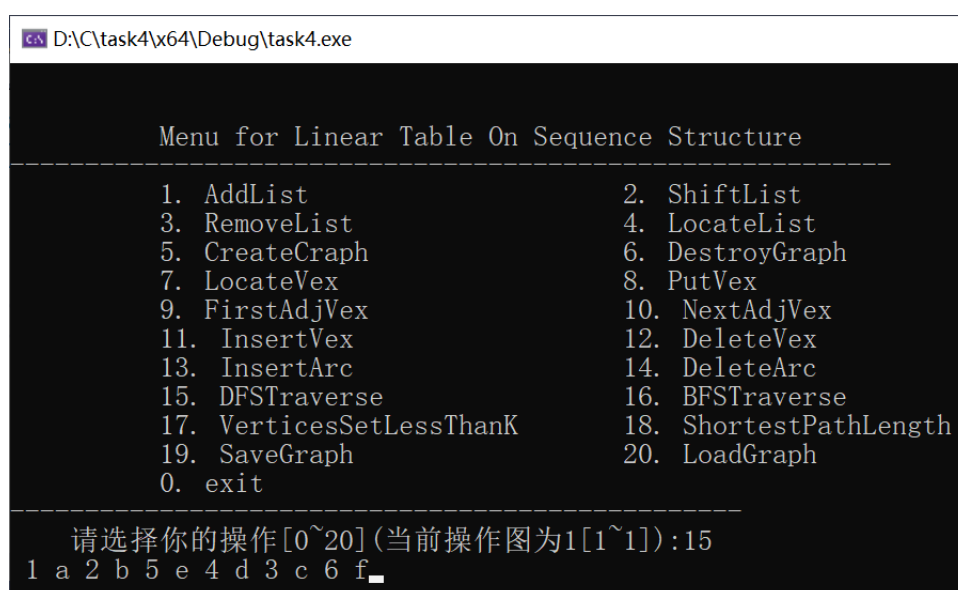 D:\C\task4\x64\Debug\task4.exe
Menu for Linear Table On Sequence Structure
-----------------------------------------------------------
1. AddList 2. ShiftList
3. RemoveList 4. LocateList
5. CreateCraph 6. DestroyGraph
7. LocateVex 8. PutVex
9. FirstAdjVex 10. NextAdjVex
11. InsertVex 12. DeleteVex
13. InsertArc 14. DeleteArc
15. DFSTraverse 16. BFSTraverse
17. VerticesSetLessThanK 18. ShortestPathLength
19. SaveGraph 20. LoadGraph
0. exit
-------------------------------------------------
请选择你的操作[0~20](当前操作图为1[1~1]):15
1 a 2 b 5 e 4 d 3 c 6 f